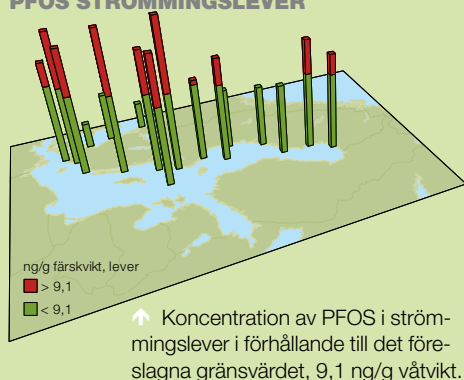 PFOS STRÖMMINGSLEVER
ng/g färskvikt, lever
> 9,1
< 9,1
Koncentration av PFOS i ström-
mingslever i förhållande till det före-
slagna gränsvärdet, 9,1 ng/g våtvikt.